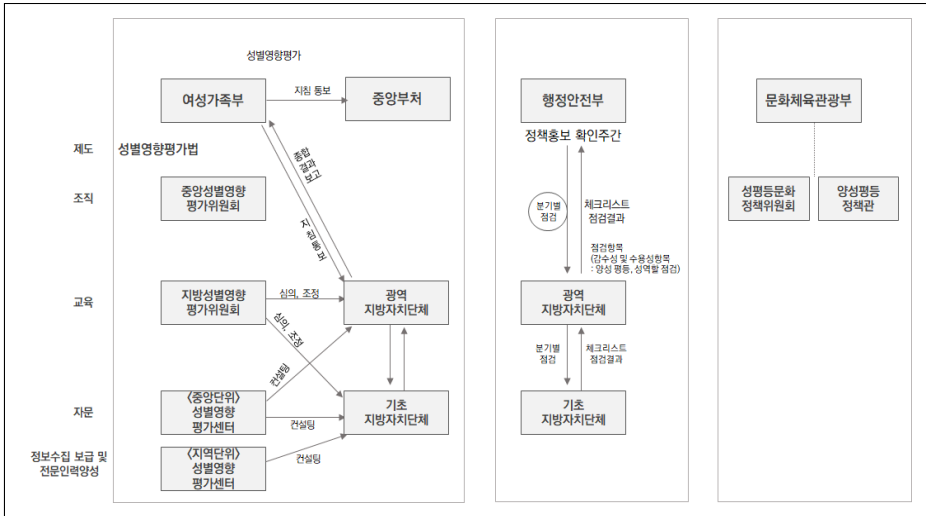 성별영향평가
여성가족부
지침 통보
중앙부처
행정안전부
문화체육관광부
정책홍보 확인주간
제도
성별영향평가법
종합
결과
보고
조직
중앙성별영향
평가위원회
지침통보
분기별
점검
체크리스트
점검결과
성평등문화
정책위원회
양성평등
정책관
점검항목
(감수성 및 수용성항목
: 양성 평등, 성역할 점검)
교육
지방성별영향
평가위원회
심의, 조정
광역
지방자치단체
광역
지방자치단체
심의, 조정
분기별
점검
체크리스트
점검결과
컨설팅
자문
〈중앙단위〉
성별영향
평가센터
컨설팅
기초
지방자치단체
기초
지방자치단체
정보수집 보급 및
전문인력양성
〈지역단위〉
성별영향
평가센터
컨설팅